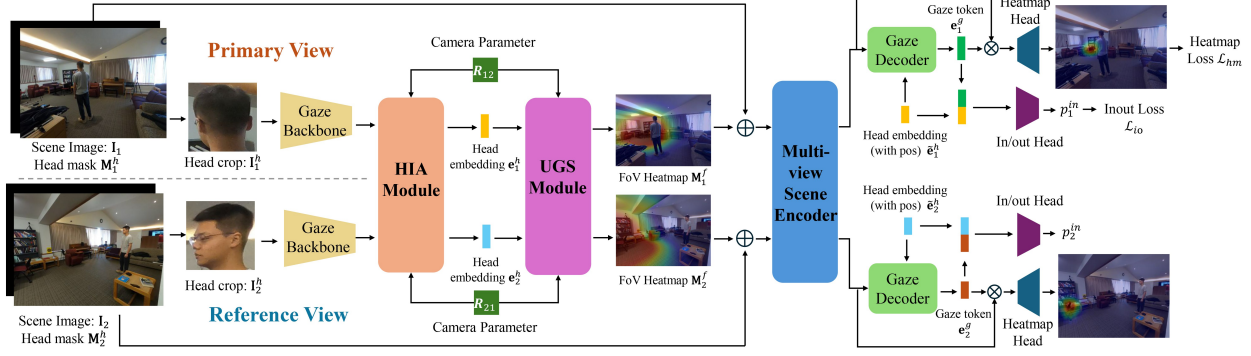 Primary View
Scene Image: I₁
Head mask M₁ʰ
Head crop: I₁ʰ
Gaze
Backbone
Camera Parameter
R₁₂
HIA
Module
Head
embedding e₁ʰ
UGS
Module
FoV Heatmap M₁ᶠ
Multi-
view
Scene
Encoder
Gaze
Decoder
Gaze token
e₁ᵍ
Heatmap
Head
Heatmap
Loss ℒₕₘ
Head embedding
(with pos) ẽ₁ʰ
In/out Head
p₁ⁱⁿ
Inout Loss
ℒᵢₒ
Reference View
Scene Image: I₂
Head mask M₂ʰ
Head crop: I₂ʰ
Gaze
Backbone
Head
embedding e₂ʰ
R₂₁
Camera Parameter
FoV Heatmap M₂ᶠ
Head embedding
(with pos) ẽ₂ʰ
In/out Head
p₂ⁱⁿ
Gaze
Decoder
Gaze token
e₂ᵍ
Heatmap
Head